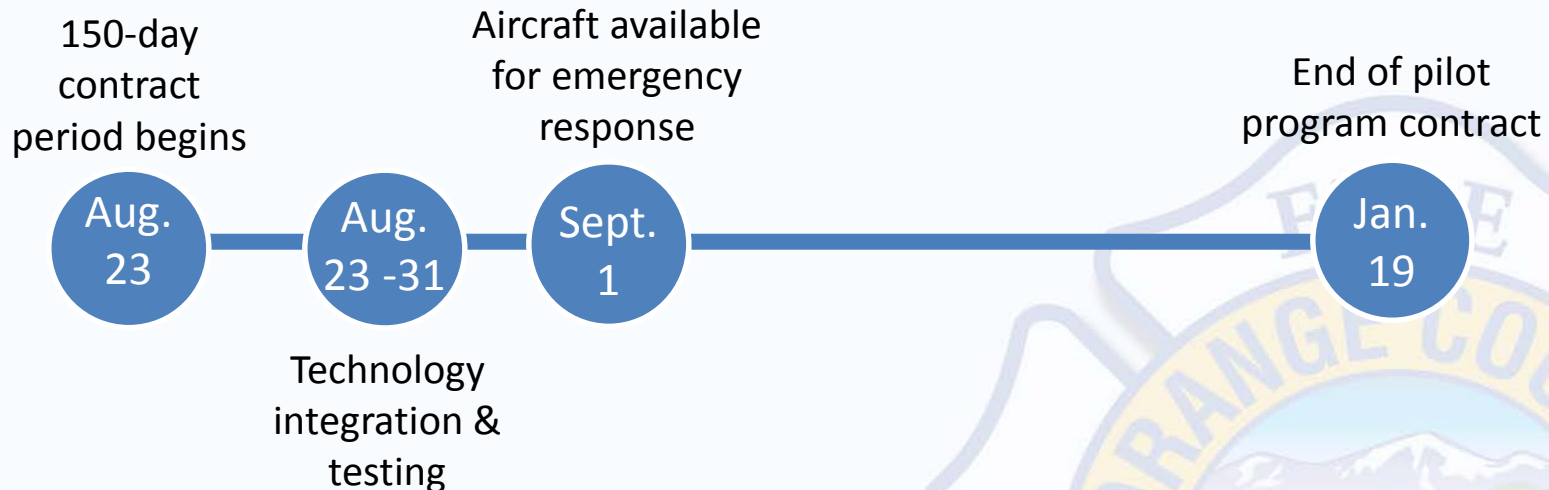 150-day
contract
period begins
Aircraft available
for emergency
response
End of pilot
program contract
Aug.
23
Aug.
23 -31
Sept.
1
Jan.
19
Technology
integration &
testing